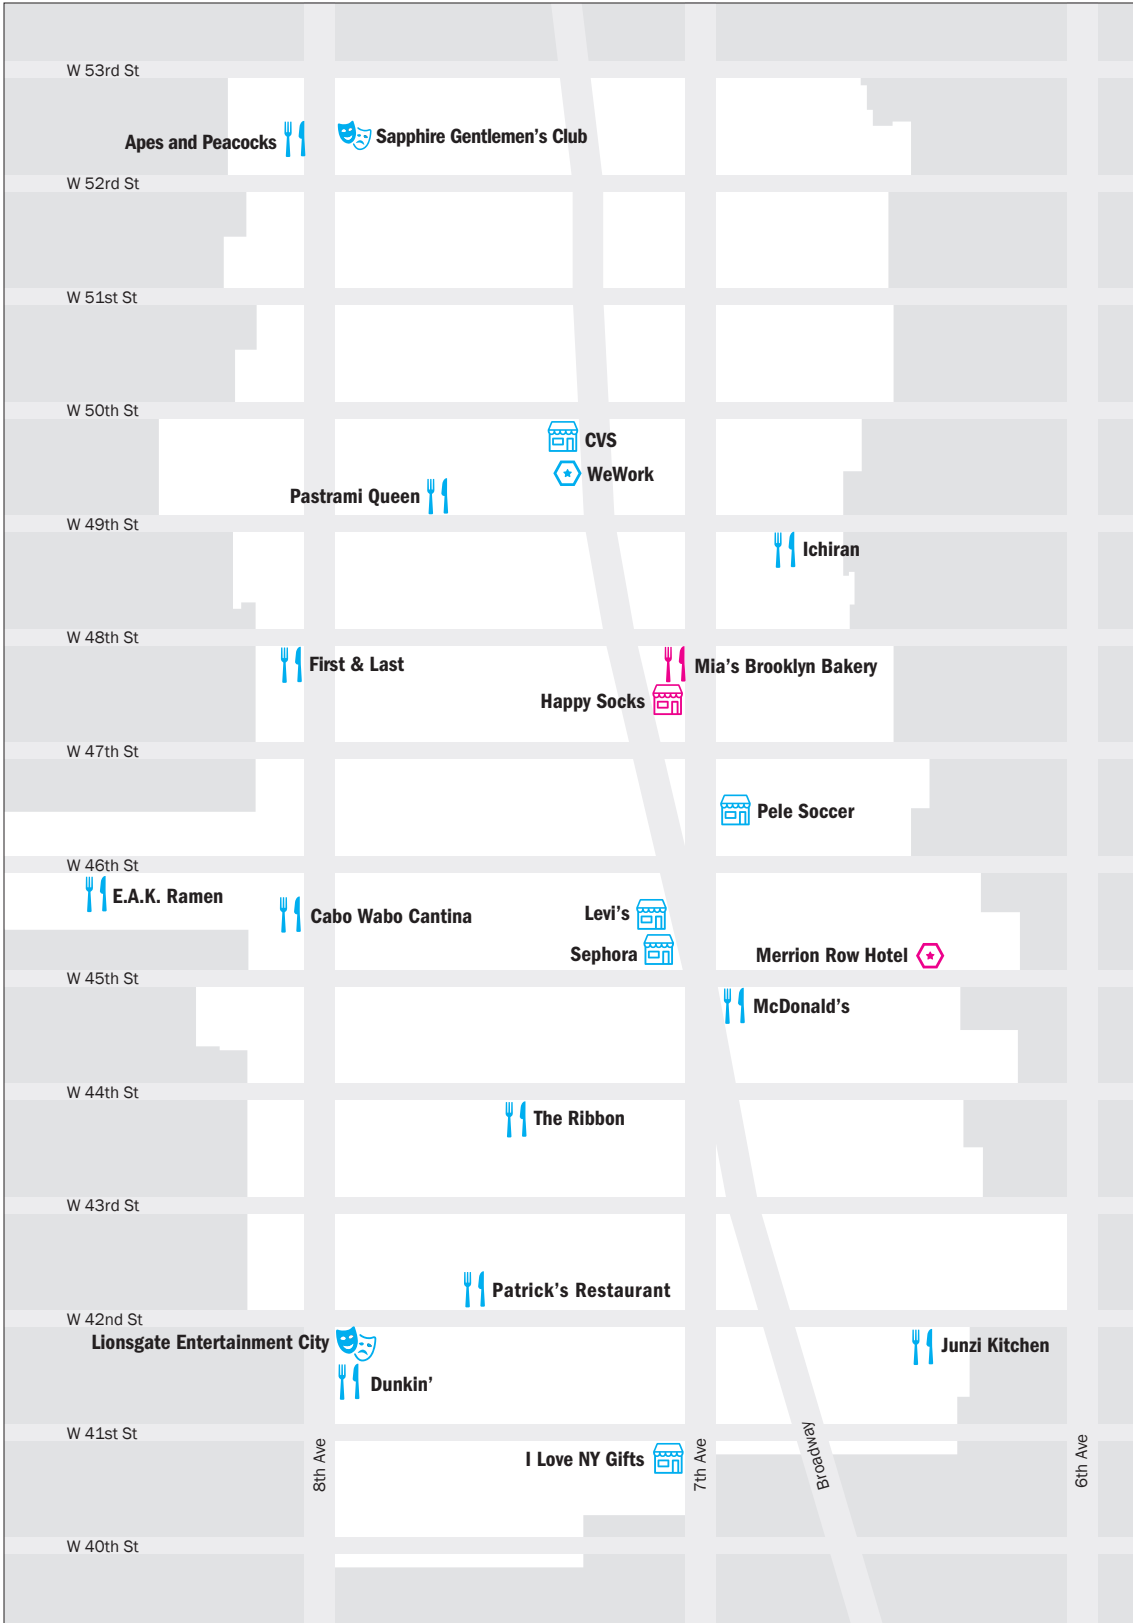 W 53rd St
Apes and Peacocks
Sapphire Gentlemen's Club
W 52rd St
W 51st St
W 50th St
CVS
WeWork
Pastrami Queen
W 49th St
Ichiran
W 48th St
First & Last
Mia's Brooklyn Bakery
Happy Socks
W 47th St
Pele Soccer
W 46th St
E.A.K. Ramen
Cabo Wabo Cantina
Levi's
Sephora
Merrion Row Hotel
W 45th St
McDonald's
W 44th St
The Ribbon
W 43rd St
Patrick's Restaurant
W 42nd St
Lionsgate Entertainment City
Junzi Kitchen
Dunkin'
W 41st St
I Love NY Gifts
8th Ave
7th Ave
Broadway
6th Ave
W 40th St